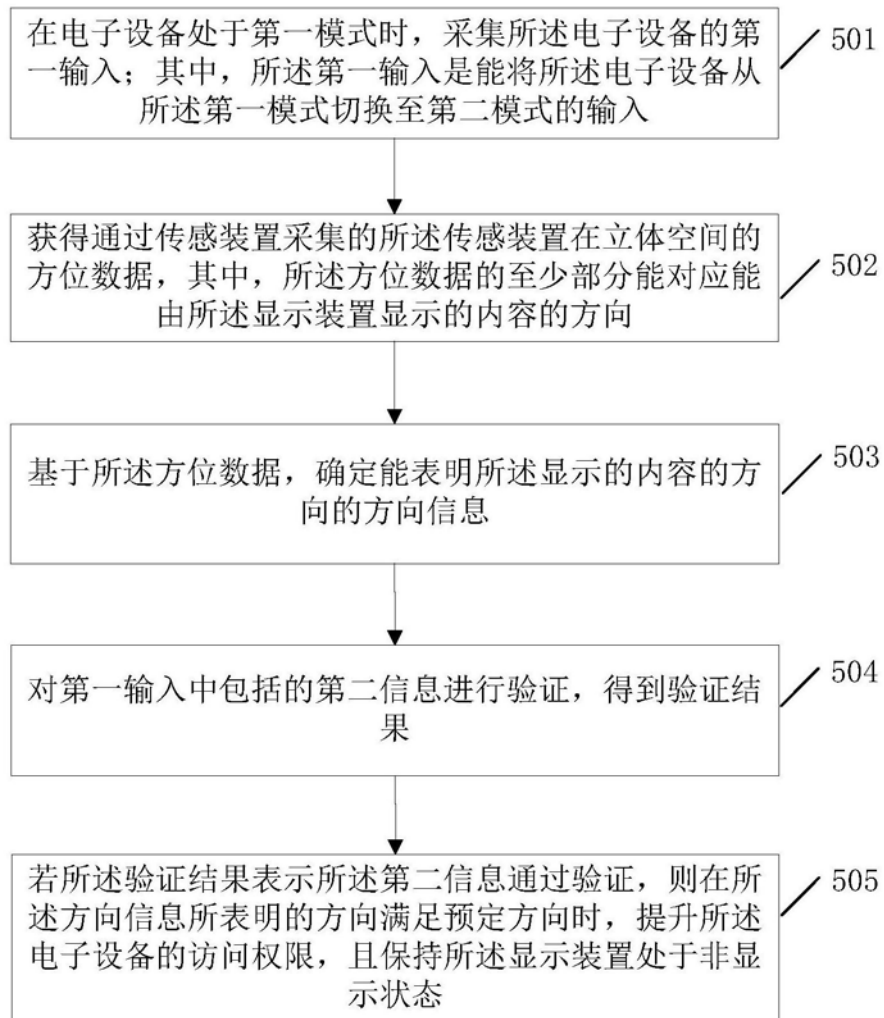 在电子设备处于第一模式时，采集所述电子设备的第
一输入；其中，所述第一输入是能将所述电子设备从
所述第一模式切换至第二模式的输入
501
获得通过传感装置采集的所述传感装置在立体空间的
方位数据，其中，所述方位数据的至少部分能对应能
由所述显示装置显示的内容的方向
502
基于所述方位数据，确定能表明所述显示的内容的方
向的方向信息
503
对第一输入中包括的第二信息进行验证，得到验证结
果
504
若所述验证结果表示所述第二信息通过验证，则在所
述方向信息所表明的方向满足预定方向时，提升所述
电子设备的访问权限，且保持所述显示装置处于非显
示状态
505